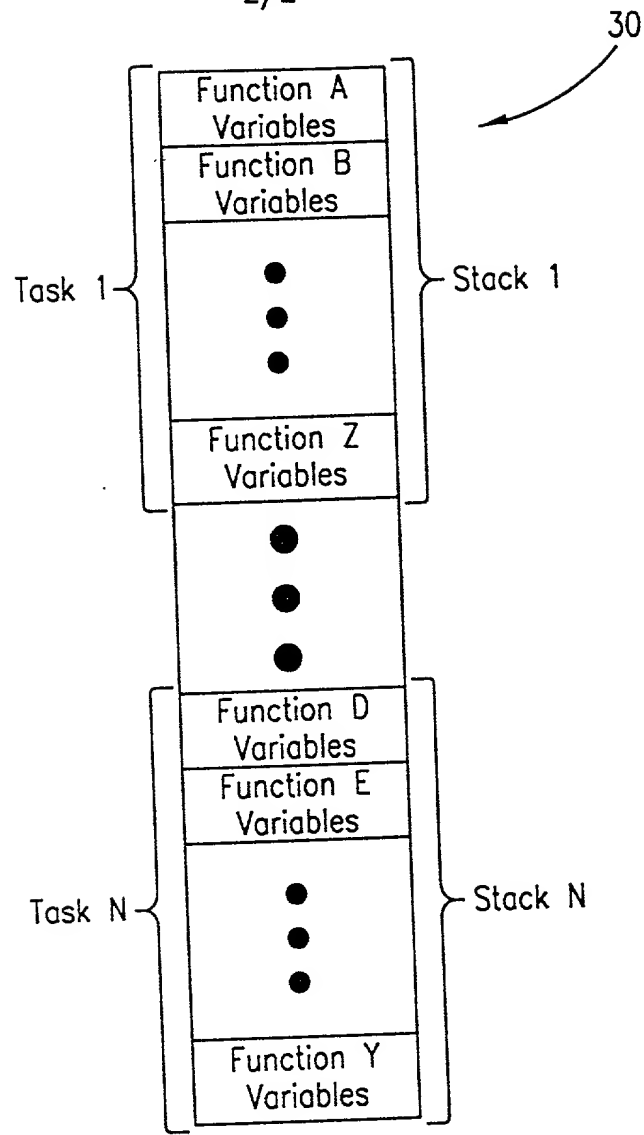 30
Function A
Variables
Function B
Variables
Task 1
Stack 1
Function Z
Variables
Function D
Variables
Function E
Variables
Task N
Stack N
Function Y
Variables